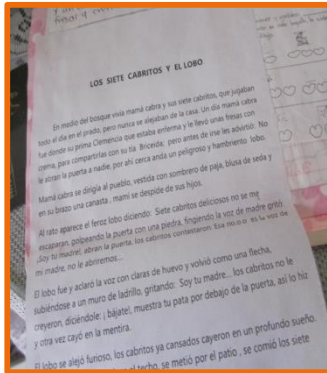 LOS SIETE CABRITOS Y EL LOBO
En medio del bosque vivía mamá cabra y sus siete cabritos, que jugaban
todo el día en el prado, pero nunca se alejaban de la casa. Un día mamá cabra
fue donde su prima Clemencia que estaba enferma y le llevó unas fresas con
crema, para compartirlas con su tía Briceida, pero antes de irse les advirtió: No
le abran la puerta a nadie, por ahí cerca anda un peligroso y hambriento lobo.
Mamá cabra se dirigía al pueblo, vestida con sombrero de paja, blusa de seda y
en su brazo una canasta, mami se despide de sus hijos.
Al rato aparece el feroz lobo diciendo: Siete cabritos deliciosos no se me
escaparan, golpeando la puerta con una piedra, fingiendo la voz de madre gritó
¡Soy tu madre!, abran la puerta, los cabritos contestaron: Esa no.o.o es la voz de
mi madre, no le abriremos...
El lobo fue y aclaró la voz con claras de huevo y volvió como una flecha,
subiéndose a un muro de ladrillo, gritando: Soy tu madre... los cabritos no le
creyeron, diciéndole: ¡ bájate!, muestra tu pata por debajo de la puerta, así lo hizo
y otra vez cayó en la mentira.
El lobo se alejó furioso, los cabritos ya cansados cayeron en un profundo sueño.
techo, se metió por el patio , se comió los siete